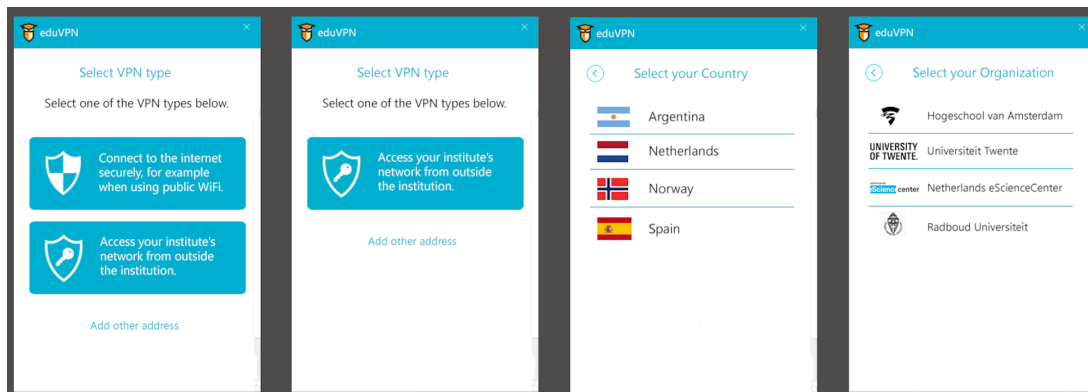 eduVPN
Select VPN type
Select one of the VPN types below.
Connect to the internet
securely, for example
when using public WiFi.
Access your institute's
network from outside
the institution.
Add other address
eduVPN
Select VPN type
Select one of the VPN types below.
Access your institute's
network from outside
the institution.
Add other address
eduVPN
Select your Country
Argentina
Netherlands
Norway
Spain
eduVPN
Select your Organization
Hogeschool van Amsterdam
UNIVERSITY
OF TWENTE.
Universiteit Twente
eScience center
Netherlands eScienceCenter
Radboud Universiteit